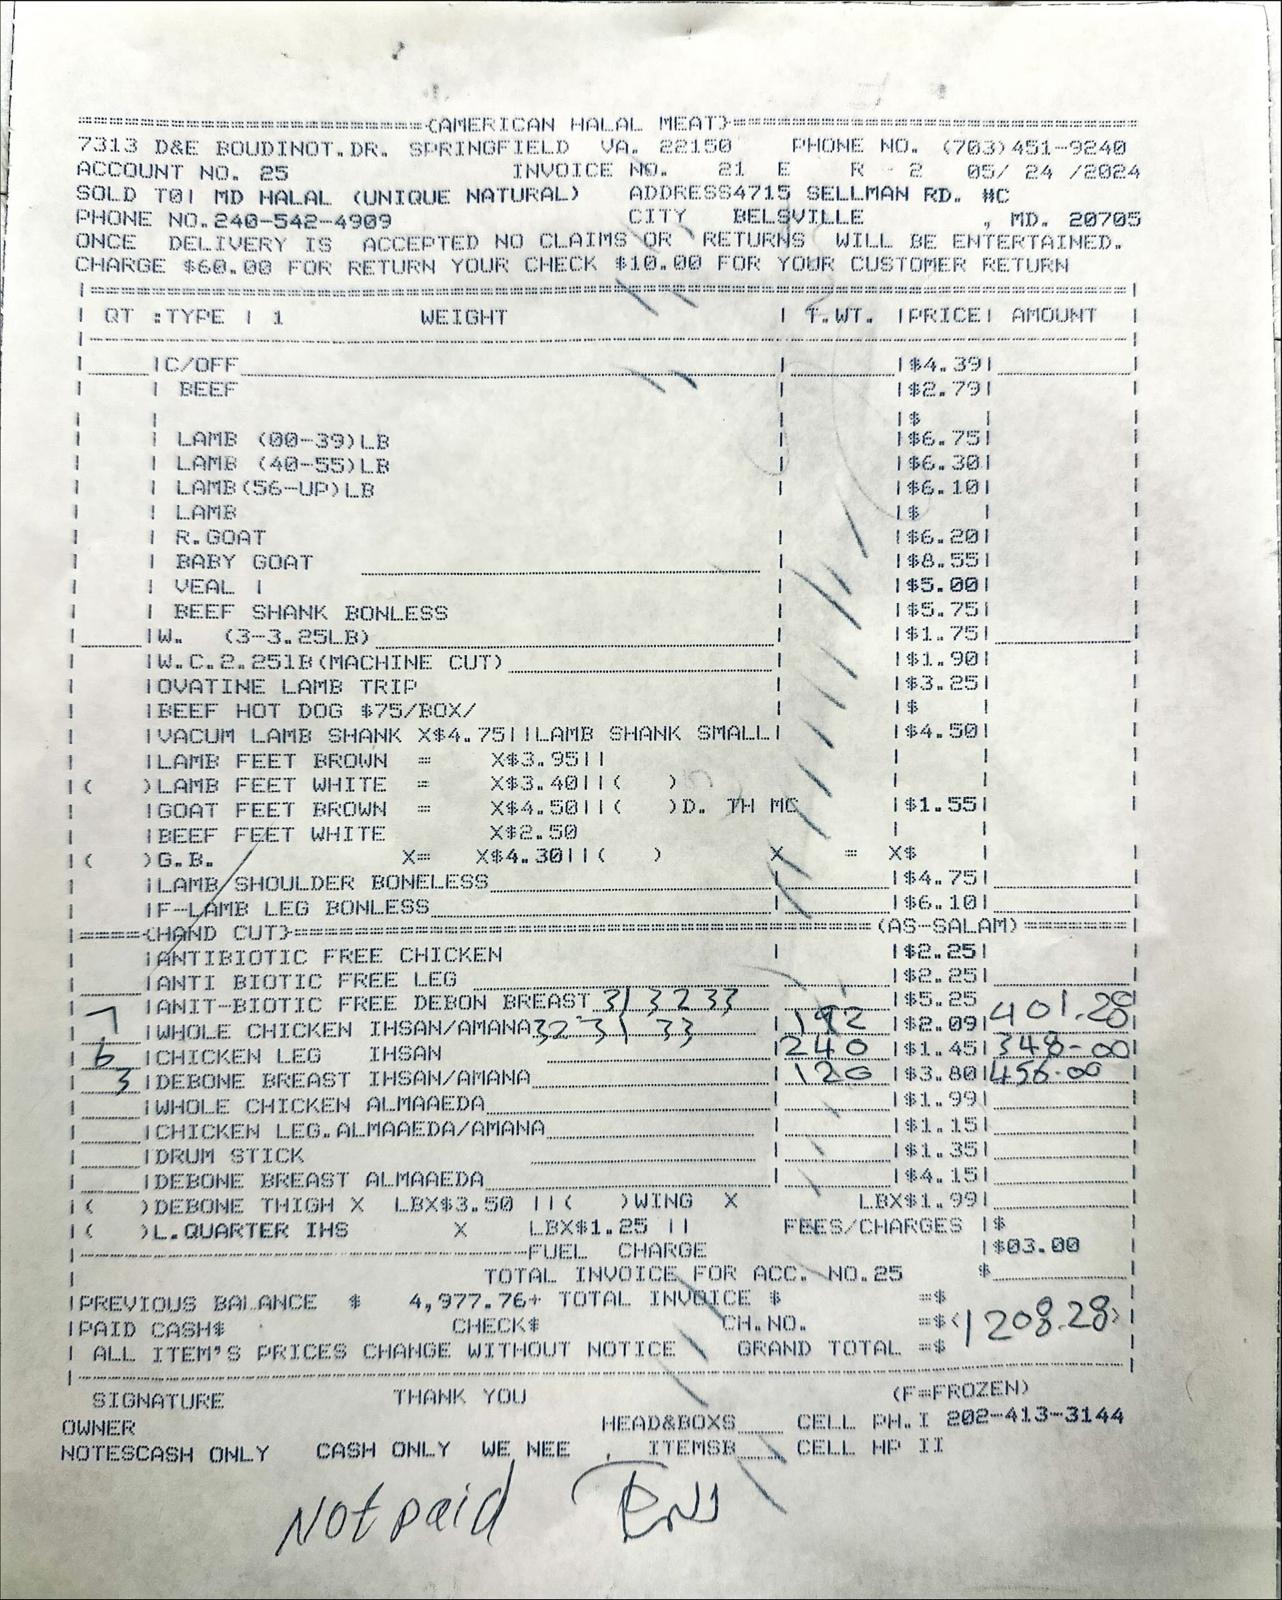 =========================={AMERICAN HALAL MEAT}==============================
7313 D&E BOUDINOT.DR. SPRINGFIELD VA. 22150 PHONE NO. (703)451-9240
ACCOUNT NO. 25 INVOICE NO. 21 E R - 2 05/ 24 /2024
SOLD TO: MD HALAL (UNIQUE NATURAL) ADDRESS4715 SELLMAN RD. #C
PHONE NO.240-542-4909 CITY BELSVILLE , MD. 20705
ONCE DELIVERY IS ACCEPTED NO CLAIMS OR RETURNS WILL BE ENTERTAINED.
CHARGE $60.00 FOR RETURN YOUR CHECK $10.00 FOR YOUR CUSTOMER RETURN
| QT :TYPE | 1 WEIGHT | T.WT. |PRICE| AMOUNT |
|C/OFF | |$4.39|
| BEEF | |$2.79|
|$ |
| LAMB (00-39)LB |$6.75|
| LAMB (40-55)LB | |$6.30|
| LAMB(56-UP)LB | |$6.10|
| LAMB |$ |
| R.GOAT | |$6.20|
| BABY GOAT |$8.55|
| VEAL | | |$5.00|
| BEEF SHANK BONLESS |$5.75|
|W. (3-3.25LB) | |$1.75|
|W.C.2.251B(MACHINE CUT) | |$1.90|
|OVATINE LAMB TRIP |$3.25|
|BEEF HOT DOG $75/BOX/ | |$ |
|VACUM LAMB SHANK X$4.75||LAMB SHANK SMALL| |$4.50|
|LAMB FEET BROWN = X$3.95||
|( )LAMB FEET WHITE = X$3.40||( )
|GOAT FEET BROWN = X$4.50||( )D. TH MC |$1.55|
|BEEF FEET WHITE X$2.50
|( )G.B. X= X$4.30||( ) X = X$ |
|LAMB SHOULDER BONELESS | |$4.75|
|F-LAMB LEG BONLESS | |$6.10|
|====={HAND CUT}========================================(AS-SALAM)=======|
|ANTIBIOTIC FREE CHICKEN | |$2.25|
|ANTI BIOTIC FREE LEG |$2.25|
|ANIT-BIOTIC FREE DEBON BREAST 31 32 33 |$5.25
7 |WHOLE CHICKEN IHSAN/AMANA 32 31 33 | 192 |$2.09| 401.28
6 |CHICKEN LEG IHSAN | 240 |$1.45| 348-00
3 |DEBONE BREAST IHSAN/AMANA | 120 |$3.80| 456.00
|WHOLE CHICKEN ALMAAEDA | |$1.99|
|CHICKEN LEG.ALMAAEDA/AMANA | |$1.15|
|DRUM STICK |$1.35|
|DEBONE BREAST ALMAAEDA | |$4.15|
|( )DEBONE THIGH X LBX$3.50 ||( )WING X LBX$1.99|
|( )L.QUARTER IHS X LBX$1.25 || FEES/CHARGES |$
|------------------------------FUEL CHARGE |$03.00
TOTAL INVOICE FOR ACC. NO.25 $
|PREVIOUS BALANCE $ 4,977.76+ TOTAL INVOICE $ =$
|PAID CASH$ CHECK$ CH.NO. =$< 1208.28>
| ALL ITEM'S PRICES CHANGE WITHOUT NOTICE GRAND TOTAL =$
SIGNATURE THANK YOU (F=FROZEN)
OWNER HEAD&BOXS CELL PH.I 202-413-3144
NOTESCASH ONLY CASH ONLY WE NEE , ITEMSB CELL HP II
Not paid